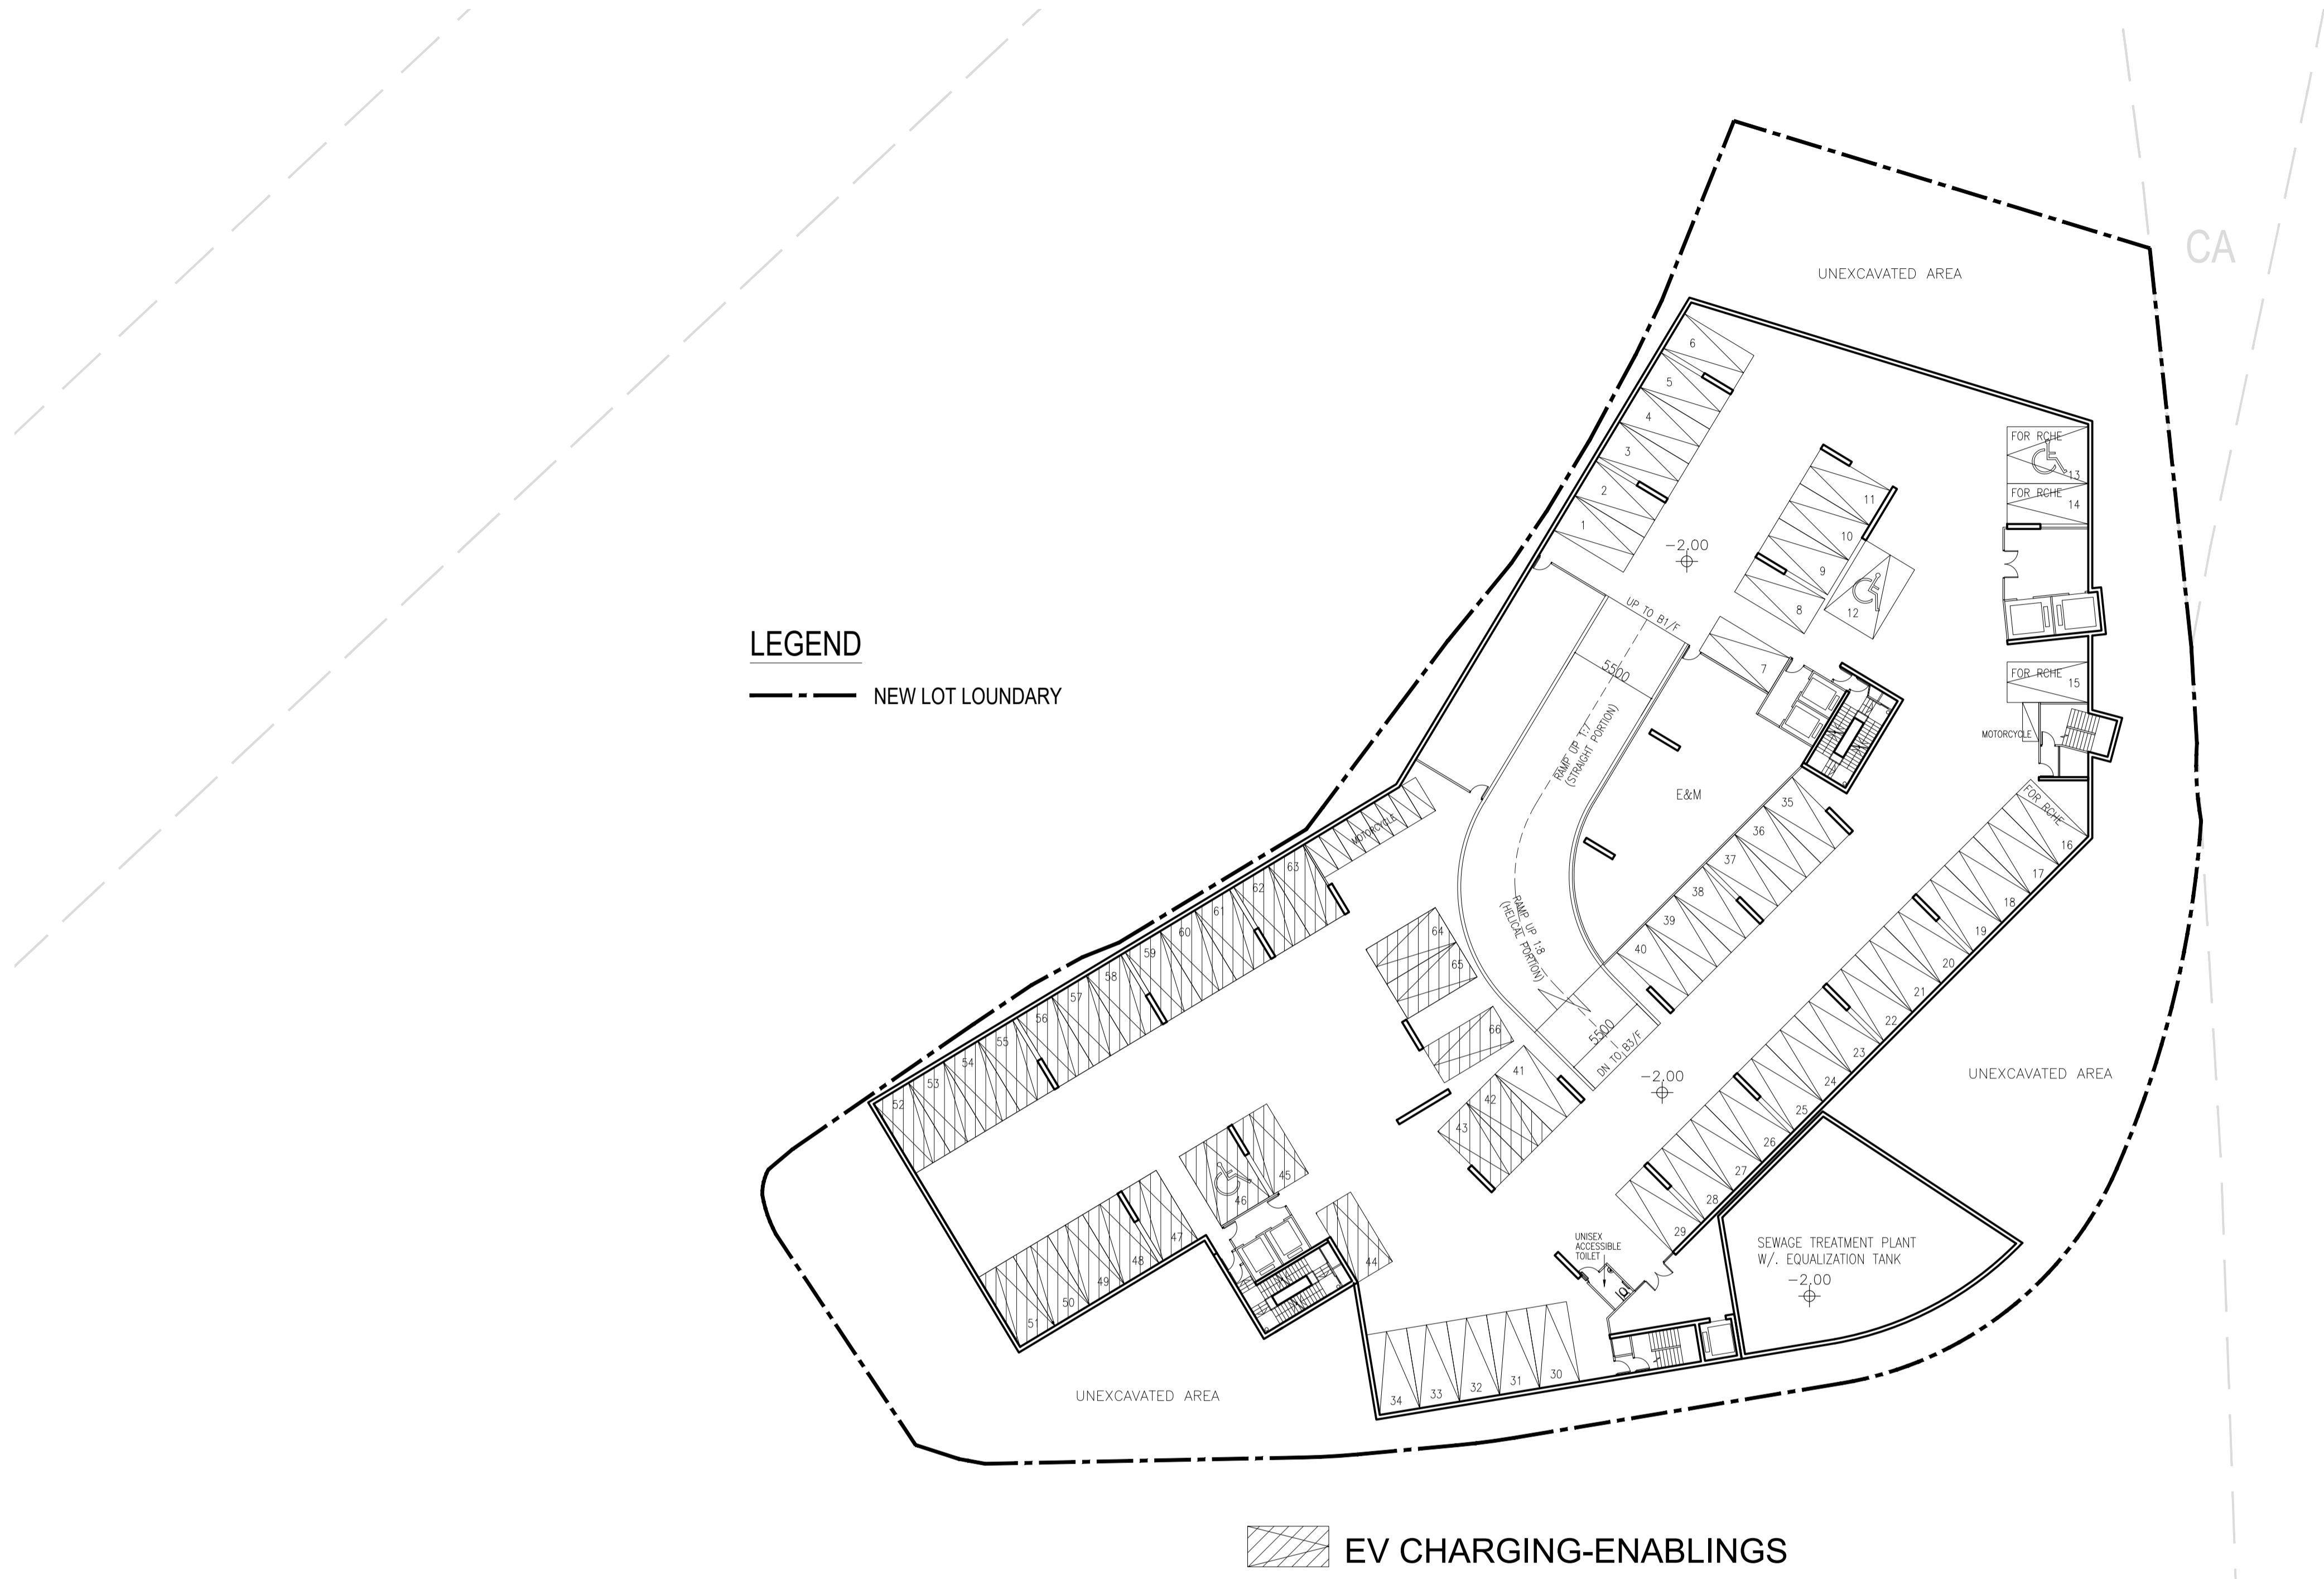 CA
UNEXCAVATED AREA
6
5
4
3
2
1
FOR RCHE
13
FOR RCHE
14
11
10
9
8
12
-2.00
UP TO B1/F
5500
7
FOR RCHE
15
MOTORCYCLE
LEGEND
NEW LOT LOUNDARY
RAMP UP 1:7
(STRAIGHT PORTION)
E&M
35
36
37
38
39
40
FOR RCHE
16
17
18
19
20
21
22
23
24
25
26
27
28
29
MOTORCYCLE
63
62
61
60
59
58
57
56
55
54
53
52
RAMP UP 1:8
(HELICAL PORTION)
64
65
66
5500
DN TO B3/F
-2.00
41
42
43
UNEXCAVATED AREA
45
46
44
47
48
49
50
51
UNISEX
ACCESSIBLE
TOILET
SEWAGE TREATMENT PLANT
W/. EQUALIZATION TANK
-2.00
30
31
32
33
34
UNEXCAVATED AREA
EV CHARGING-ENABLINGS